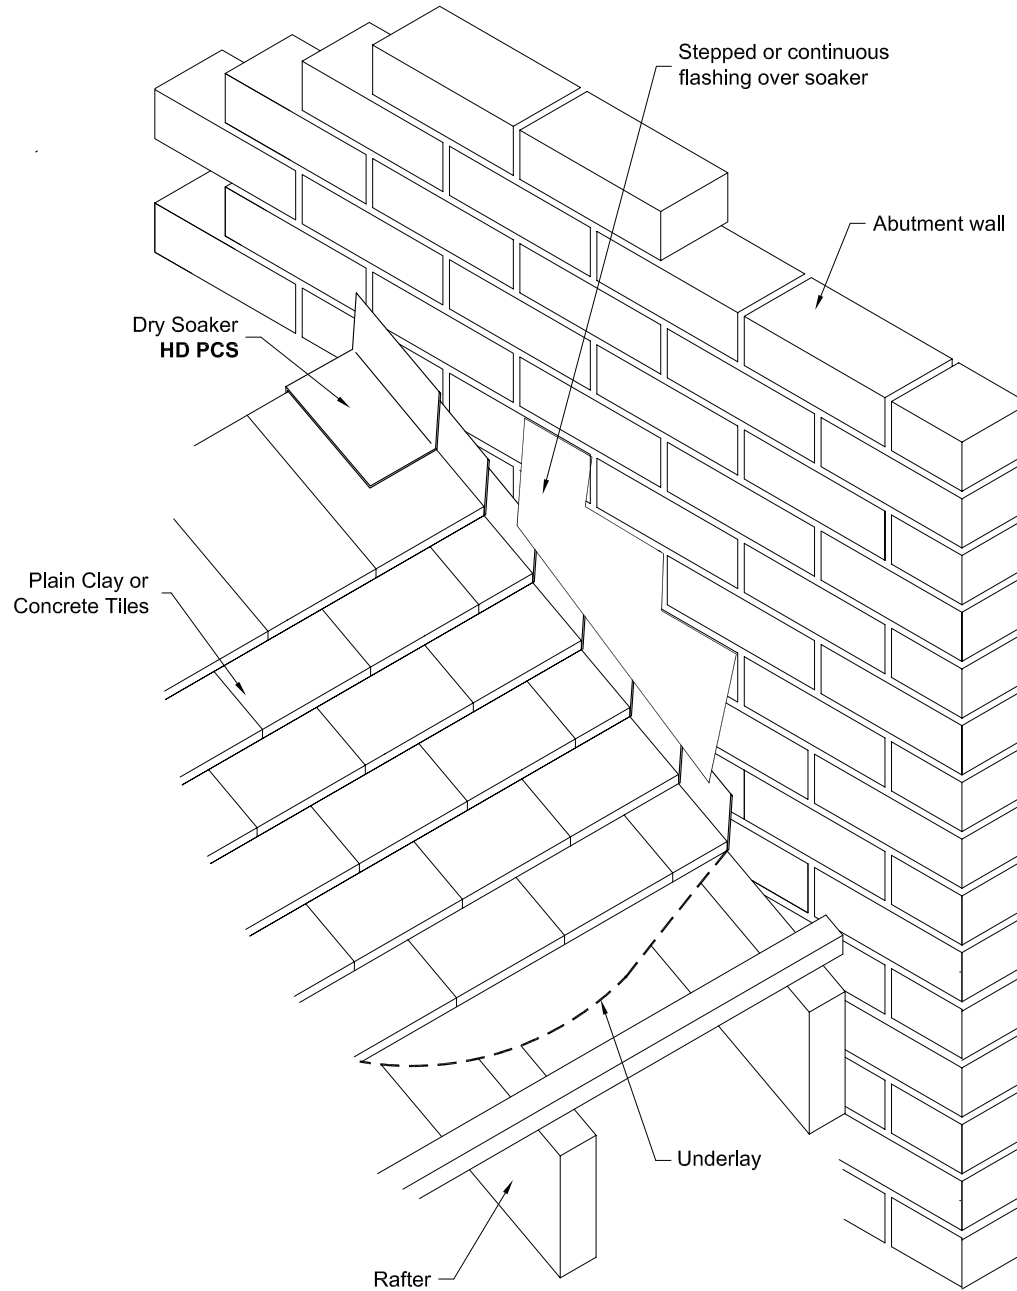 Stepped or continuous
flashing over soaker
Abutment wall
Dry Soaker
HD PCS
Plain Clay or
Concrete Tiles
Underlay
Rafter